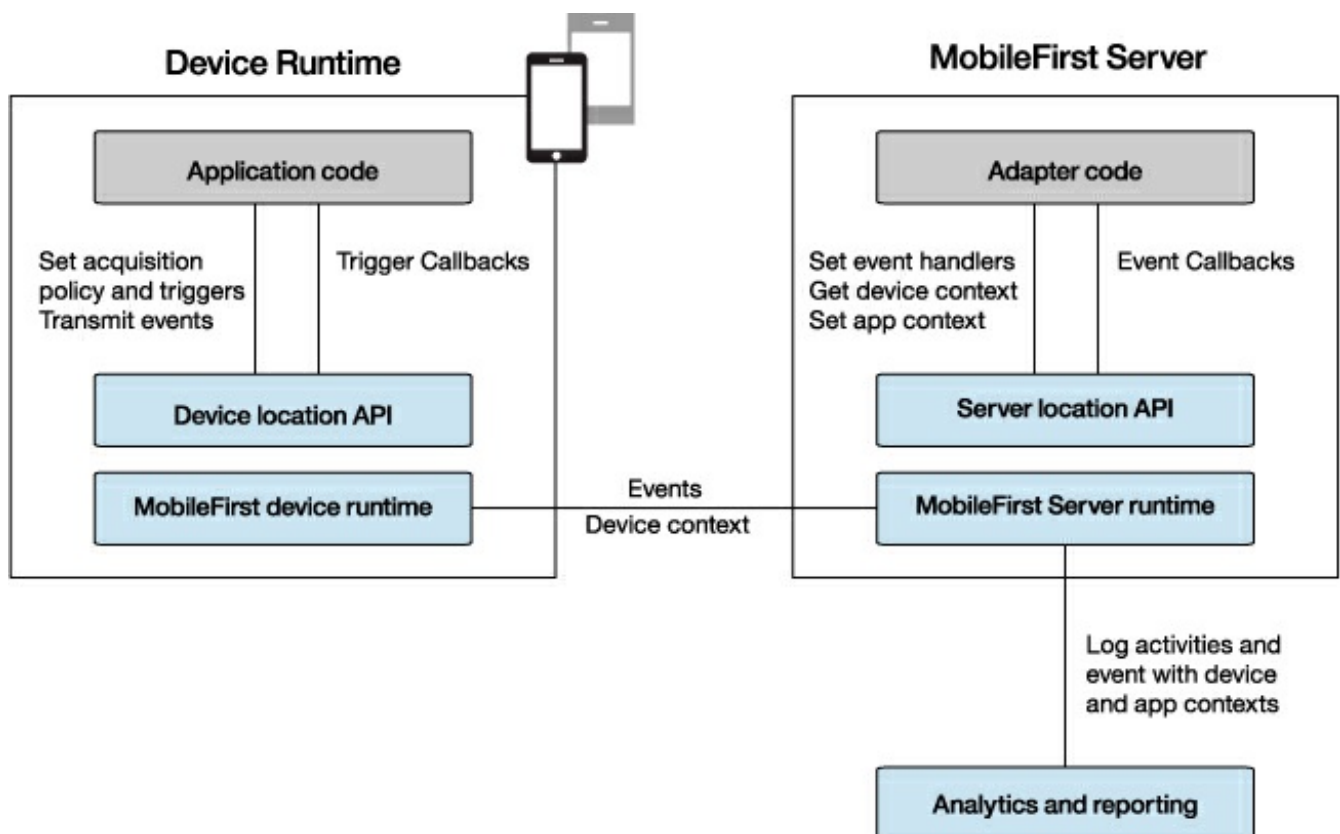 Device Runtime
Application code
Set acquisition
policy and triggers
Transmit events
Trigger Callbacks
Device location API
MobileFirst device runtime
Events
Device context
MobileFirst Server
Adapter code
Set event handlers
Get device context
Set app context
Event Callbacks
Server location API
MobileFirst Server runtime
Log activities and
event with device
and app contexts
Analytics and reporting